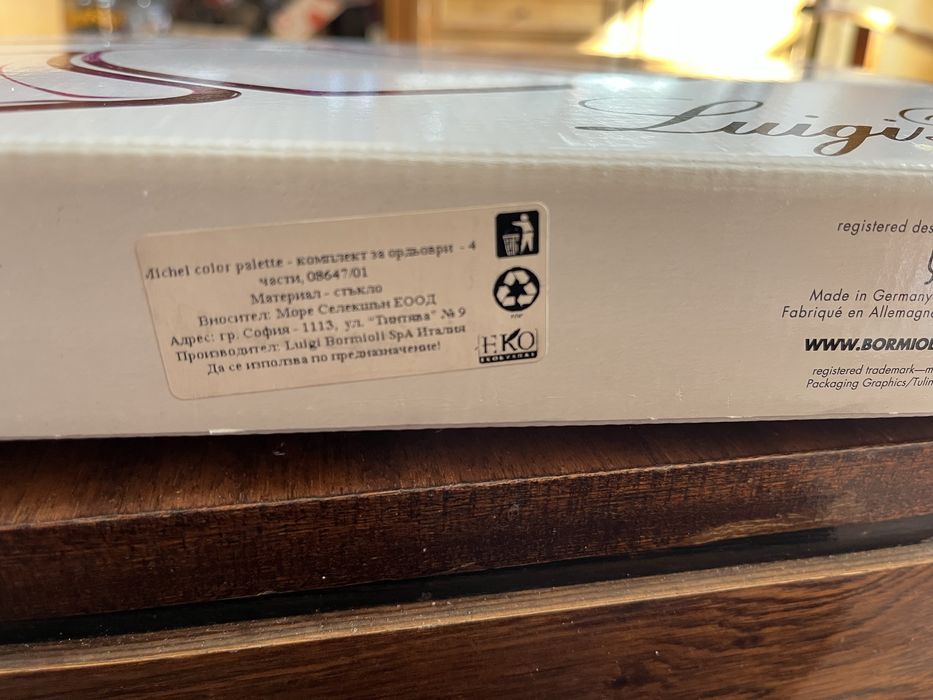 Luigi
Michel color palette - комплект за ордьоври - 4
части, 08647/01
Материал - стъкло
Вносител: Море Селекшън ЕООД
Адрес: гр. София - 1113, ул. "Тинтява" № 9
Производител: Luigi Bormioli SpA Италия
Да се използва по предназначение!
EKO
registered des
Made in Germany
Fabriqué en Allemagne
WWW.BORMIOL
registered trademark—m
Packaging Graphics/Tulin